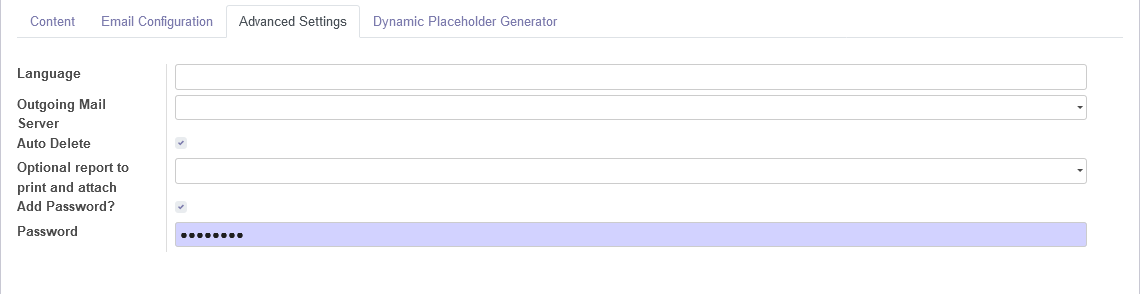 Content Email Configuration Advanced Settings Dynamic Placeholder Generator
Language
Outgoing Mail
Server
Auto Delete
Optional report to
print and attach
Add Password?
Password ••••••••